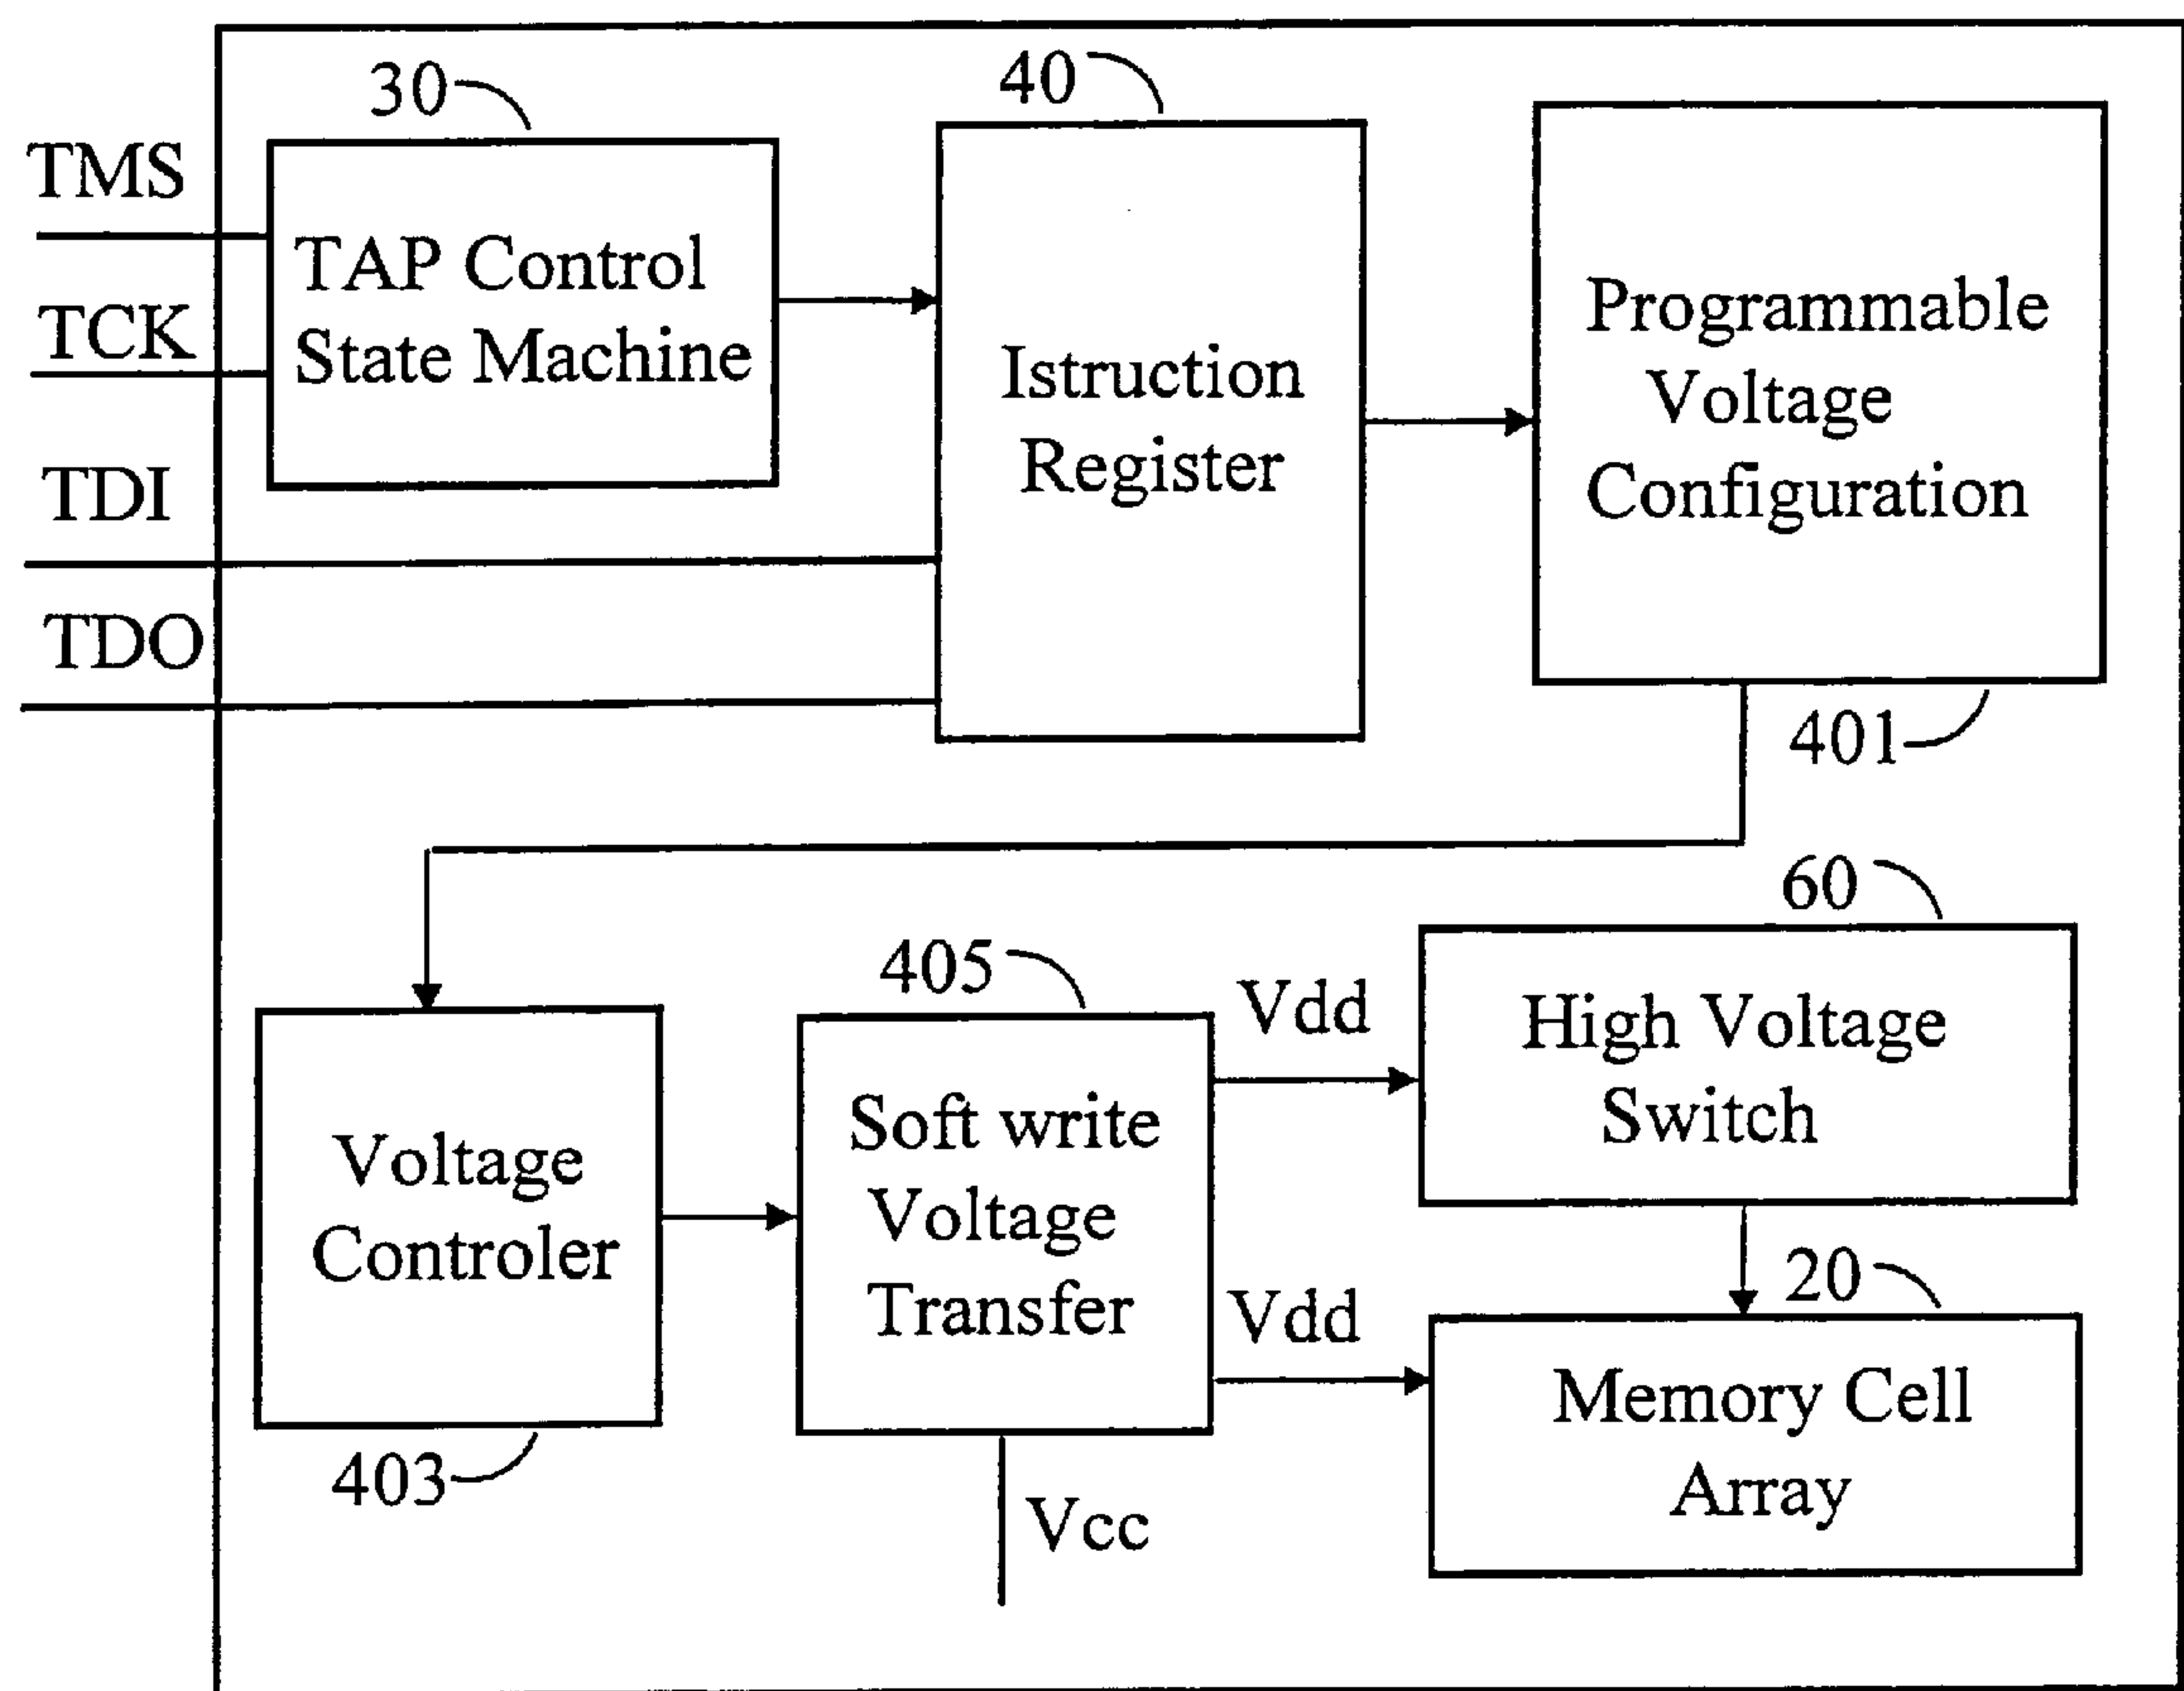 30
40
TMS
TAP Control
State Machine
TCK
TDI
TDO
Istruction
Register
Programmable
Voltage
Configuration
401
60
405
Vdd
High Voltage
Switch
Voltage
Controler
Soft write
Voltage
Transfer
20
Vdd
Memory Cell
Array
403
Vcc